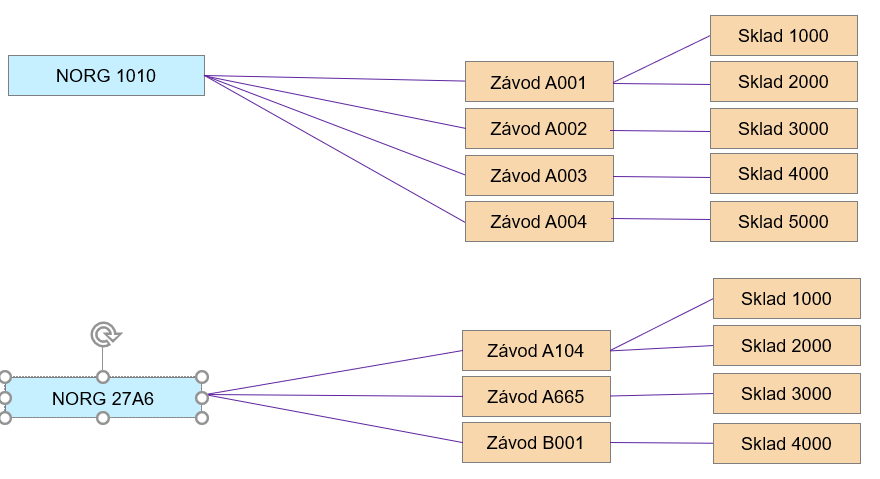 NORG 1010
Závod A001
Závod A002
Závod A003
Závod A004
Sklad 1000
Sklad 2000
Sklad 3000
Sklad 4000
Sklad 5000
NORG 27A6
Závod A104
Závod A665
Závod B001
Sklad 1000
Sklad 2000
Sklad 3000
Sklad 4000